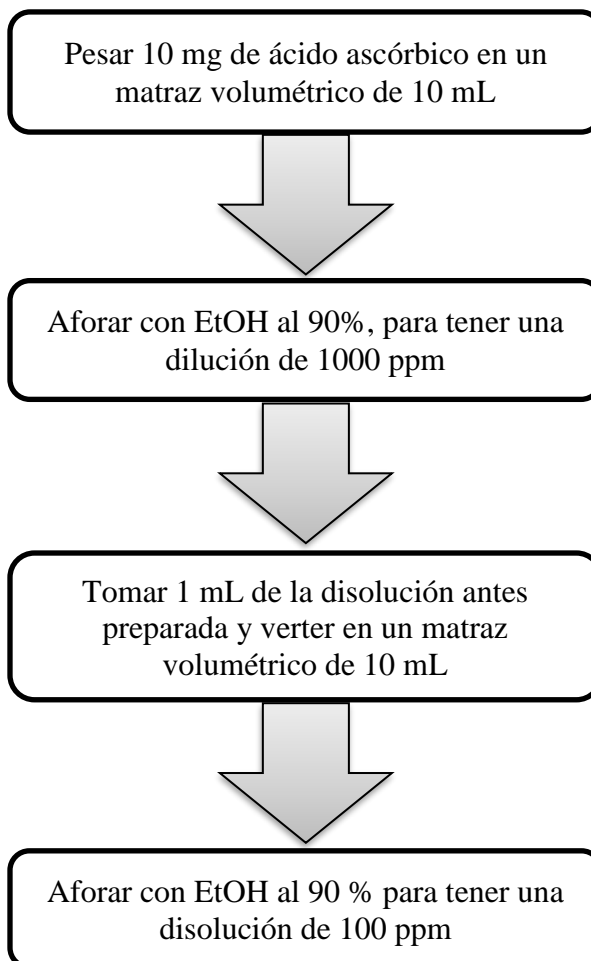 Pesar 10 mg de ácido ascórbico en un
matraz volumétrico de 10 mL
Aforar con EtOH al 90%, para tener una
dilución de 1000 ppm
Tomar 1 mL de la disolución antes
preparada y verter en un matraz
volumétrico de 10 mL
Aforar con EtOH al 90 % para tener una
disolución de 100 ppm